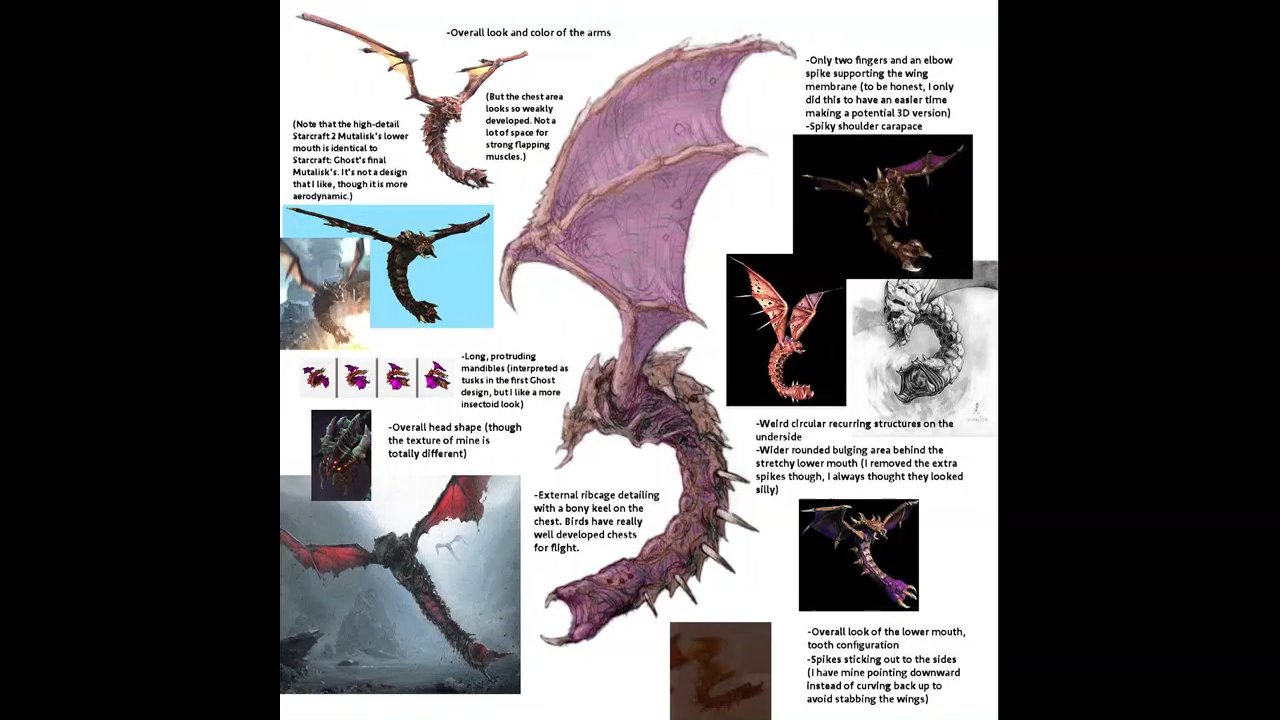 -Overall look and color of the arms
(But the chest area
looks so weakly
developed. Not a
lot of space for
strong flapping
muscles.)
(Note that the high-detail
Starcraft 2 Mutalisk's lower
mouth is identical to
Starcraft: Ghost's final
Mutalisk's. It's not a design
that I like, though it is more
aerodynamic.)
-Only two fingers and an elbow
spike supporting the wing
membrane (to be honest, I only
did this to have an easier time
making a potential 3D version)
-Spiky shoulder carapace
-Long, protruding
mandibles (interpreted as
tusks in the first Ghost
design, but I like a more
insectoid look)
-Overall head shape (though
the texture of mine is
totally different)
-Weird circular recurring structures on the
underside
-Wider rounded bulging area behind the
stretchy lower mouth (I removed the extra
spikes though, I always thought they looked
silly)
-External ribcage detailing
with a bony keel on the
chest. Birds have really
well developed chests
for flight.
-Overall look of the lower mouth,
tooth configuration
-Spikes sticking out to the sides
(I have mine pointing downward
instead of curving back up to
avoid stabbing the wings)